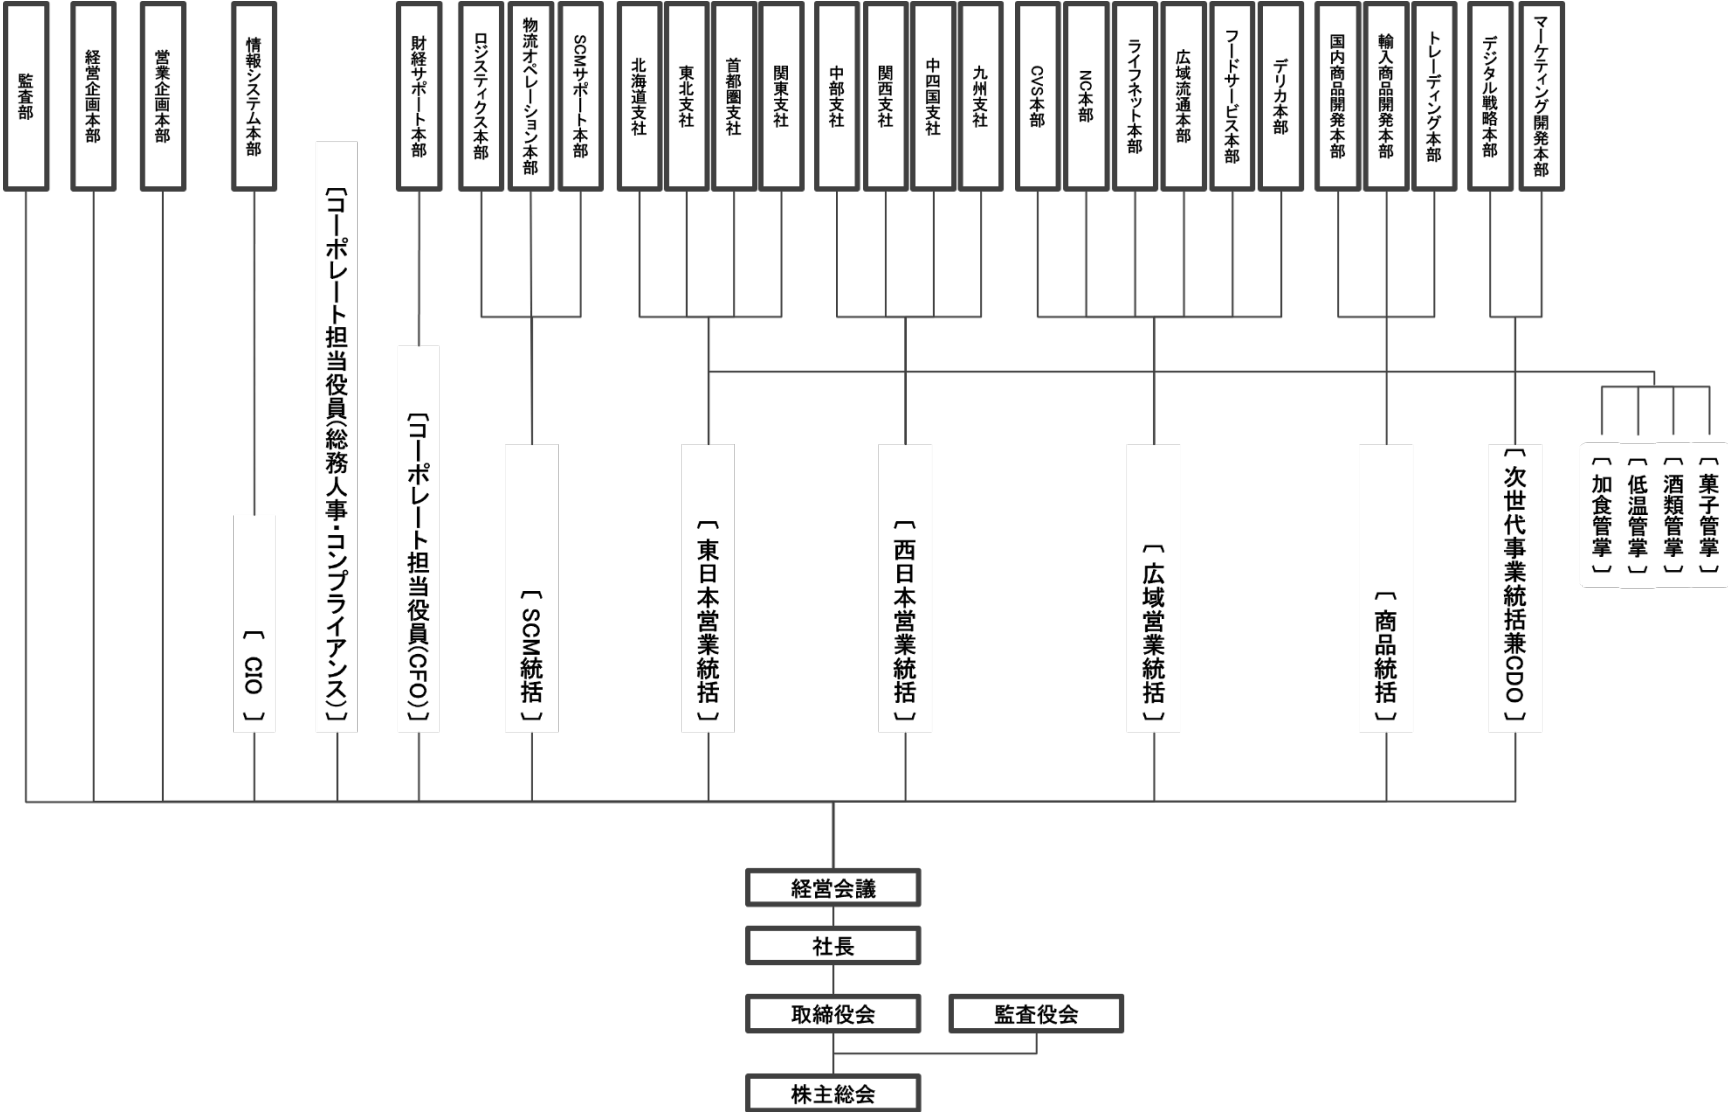 監査部
経営企画本部
営業企画本部
情報システム本部
財経サポート本部
ロジスティクス本部
物流オペレーション本部
SCMサポート本部
北海道支社
東北支社
首都圏支社
関東支社
中部支社
関西支社
中四国支社
九州支社
CVS本部
NC本部
ライフネット本部
広域流通本部
フードサービス本部
デリカ本部
国内商品開発本部
輸入商品開発本部
トレーディング本部
デジタル戦略本部
マーケティング開発本部
〔 CIO 〕
〔コーポレート担当役員(総務人事・コンプライアンス)〕
〔コーポレート担当役員(CFO)〕
〔 SCM統括 〕
〔 東日本営業統括 〕
〔 西日本営業統括 〕
〔 広域営業統括 〕
〔 商品統括 〕
〔 次世代事業統括兼CDO 〕
〔 加食管掌 〕
〔 低温管掌 〕
〔 酒類管掌 〕
〔 菓子管掌 〕
経営会議
社長
取締役会
監査役会
株主総会